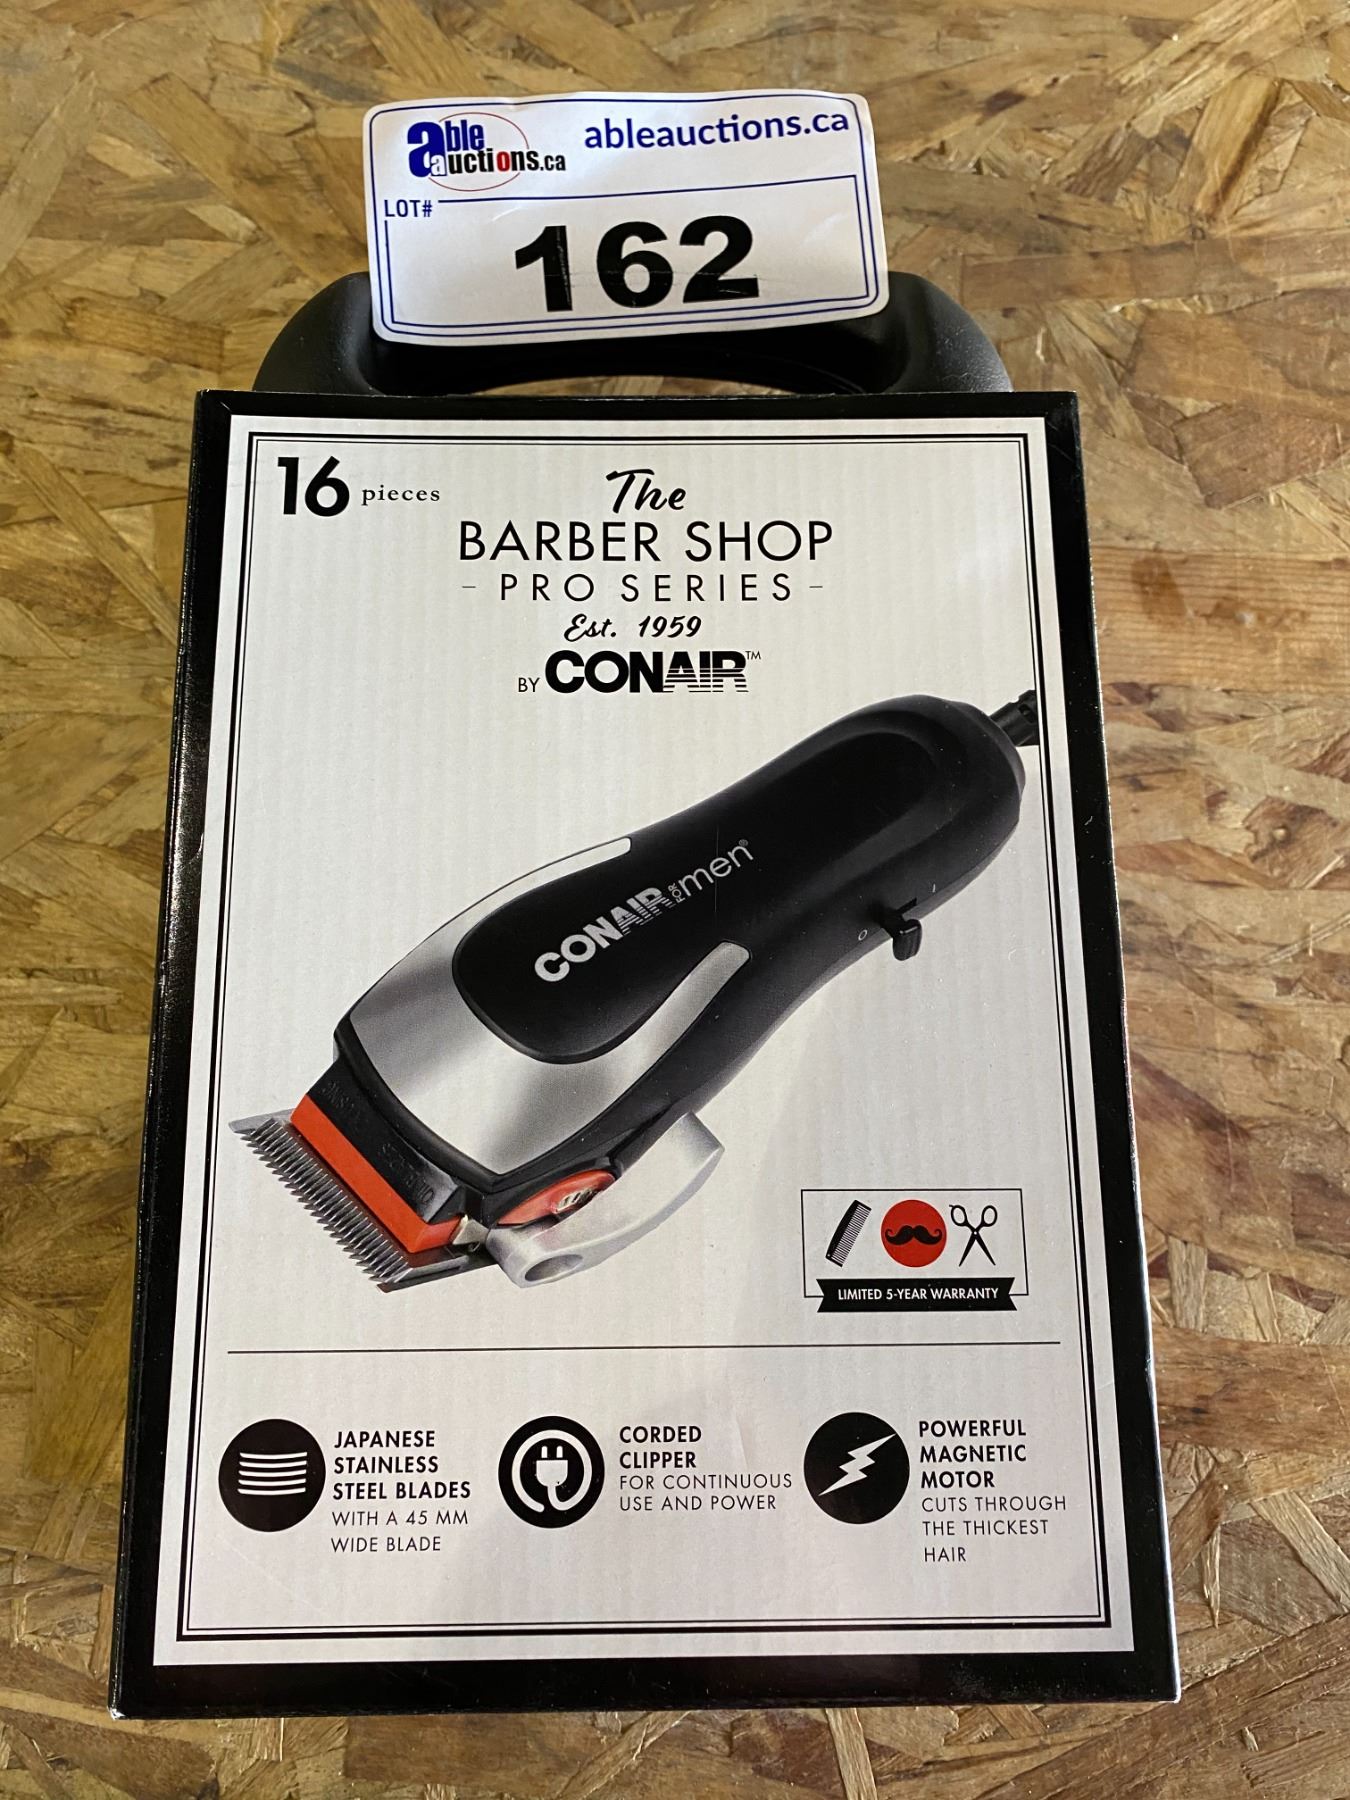 able auctions.ca
ableauctions.ca
LOT#
162
16 pieces
The
BARBER SHOP
- PRO SERIES -
Est. 1959
BY CONAIR™
CONAIR FOR men®
0
LIMITED 5-YEAR WARRANTY
JAPANESE
STAINLESS
STEEL BLADES
WITH A 45 MM
WIDE BLADE
CORDED
CLIPPER
FOR CONTINUOUS
USE AND POWER
POWERFUL
MAGNETIC
MOTOR
CUTS THROUGH
THE THICKEST
HAIR